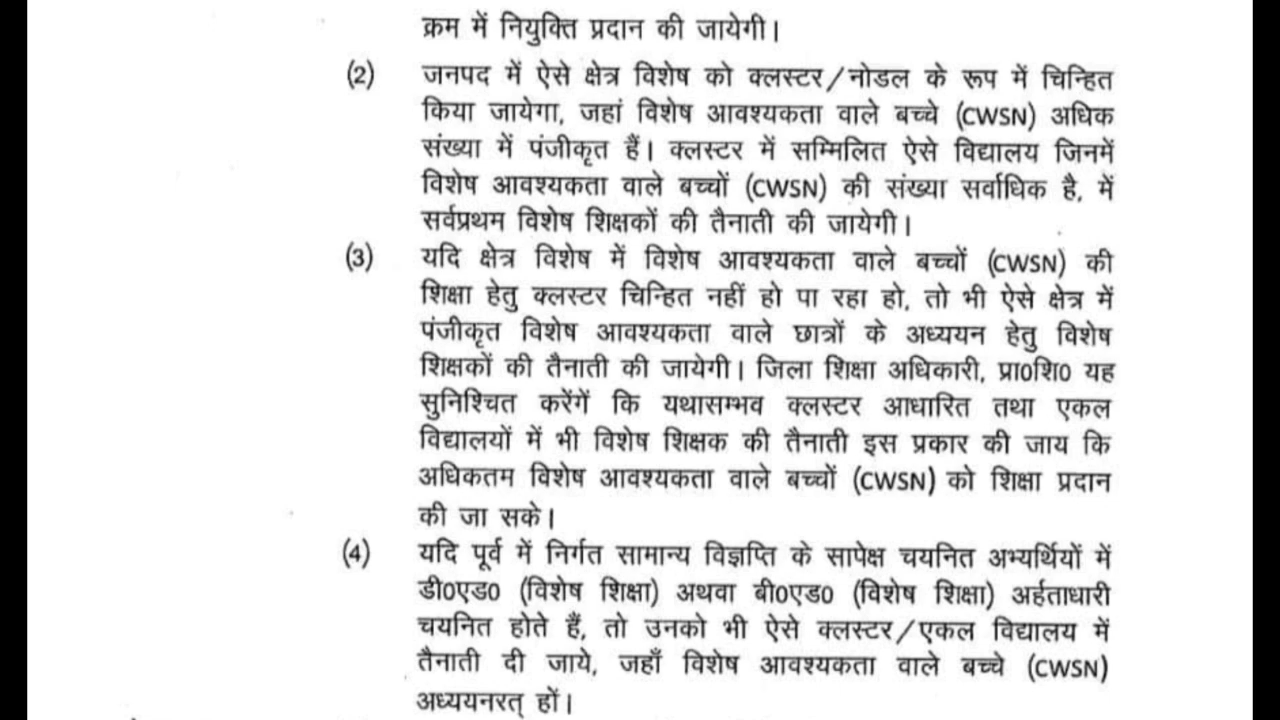 क्रम में नियुक्ति प्रदान की जायेगी।
(2) जनपद में ऐसे क्षेत्र विशेष को क्लस्टर/नोडल के रूप में चिन्हित
किया जायेगा, जहां विशेष आवश्यकता वाले बच्चे (CWSN) अधिक
संख्या में पंजीकृत हैं। क्लस्टर में सम्मिलित ऐसे विद्यालय जिनमें
विशेष आवश्यकता वाले बच्चों (CWSN) की संख्या सर्वाधिक है, में
सर्वप्रथम विशेष शिक्षकों की तैनाती की जायेगी।
(3) यदि क्षेत्र विशेष में विशेष आवश्यकता वाले बच्चों (CWSN) की
शिक्षा हेतु क्लस्टर चिन्हित नहीं हो पा रहा हो, तो भी ऐसे क्षेत्र में
पंजीकृत विशेष आवश्यकता वाले छात्रों के अध्ययन हेतु विशेष
शिक्षकों की तैनाती की जायेगी। जिला शिक्षा अधिकारी, प्रा0शि0 यह
सुनिश्चित करेंगें कि यथासम्भव क्लस्टर आधारित तथा एकल
विद्यालयों में भी विशेष शिक्षक की तैनाती इस प्रकार की जाय कि
अधिकतम विशेष आवश्यकता वाले बच्चों (CWSN) को शिक्षा प्रदान
की जा सके।
(4) यदि पूर्व में निर्गत सामान्य विज्ञप्ति के सापेक्ष चयनित अभ्यर्थियों में
डी0एड0 (विशेष शिक्षा) अथवा बी0एड0 (विशेष शिक्षा) अर्हताधारी
चयनित होते हैं, तो उनको भी ऐसे क्लस्टर/एकल विद्यालय में
तैनाती दी जाये, जहाँ विशेष आवश्यकता वाले बच्चे (CWSN)
अध्ययनरत् हों।